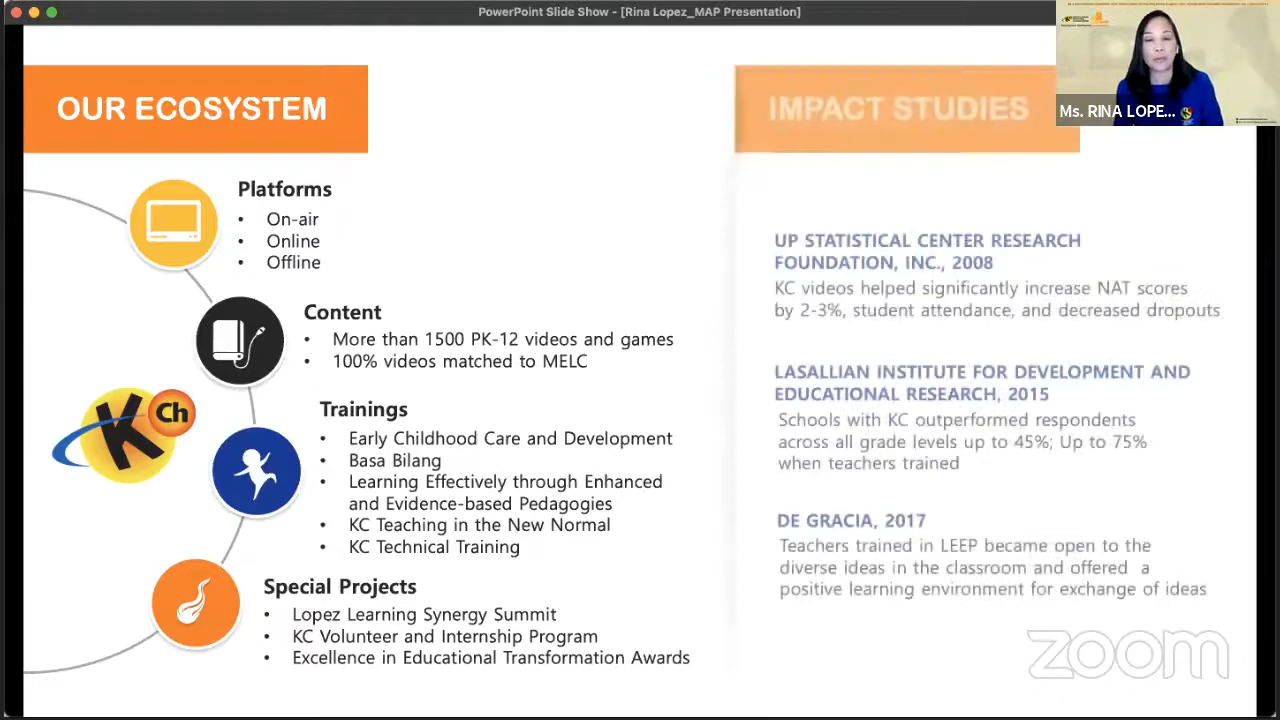 PowerPoint Slide Show - [Rina Lopez_MAP Presentation]
Ms. RINA LOPE...
OUR ECOSYSTEM
Platforms
• On-air
• Online
• Offline
Content
• More than 1500 PK-12 videos and games
• 100% videos matched to MELC
K Ch
Trainings
• Early Childhood Care and Development
• Basa Bilang
• Learning Effectively through Enhanced
and Evidence-based Pedagogies
• KC Teaching in the New Normal
• KC Technical Training
Special Projects
• Lopez Learning Synergy Summit
• KC Volunteer and Internship Program
• Excellence in Educational Transformation Awards
IMPACT STUDIES
UP STATISTICAL CENTER RESEARCH
FOUNDATION, INC., 2008
KC videos helped significantly increase NAT scores
by 2-3%, student attendance, and decreased dropouts
LASALLIAN INSTITUTE FOR DEVELOPMENT AND
EDUCATIONAL RESEARCH, 2015
Schools with KC outperformed respondents
across all grade levels up to 45%; Up to 75%
when teachers trained
DE GRACIA, 2017
Teachers trained in LEEP became open to the
diverse ideas in the classroom and offered a
positive learning environment for exchange of ideas
zoom